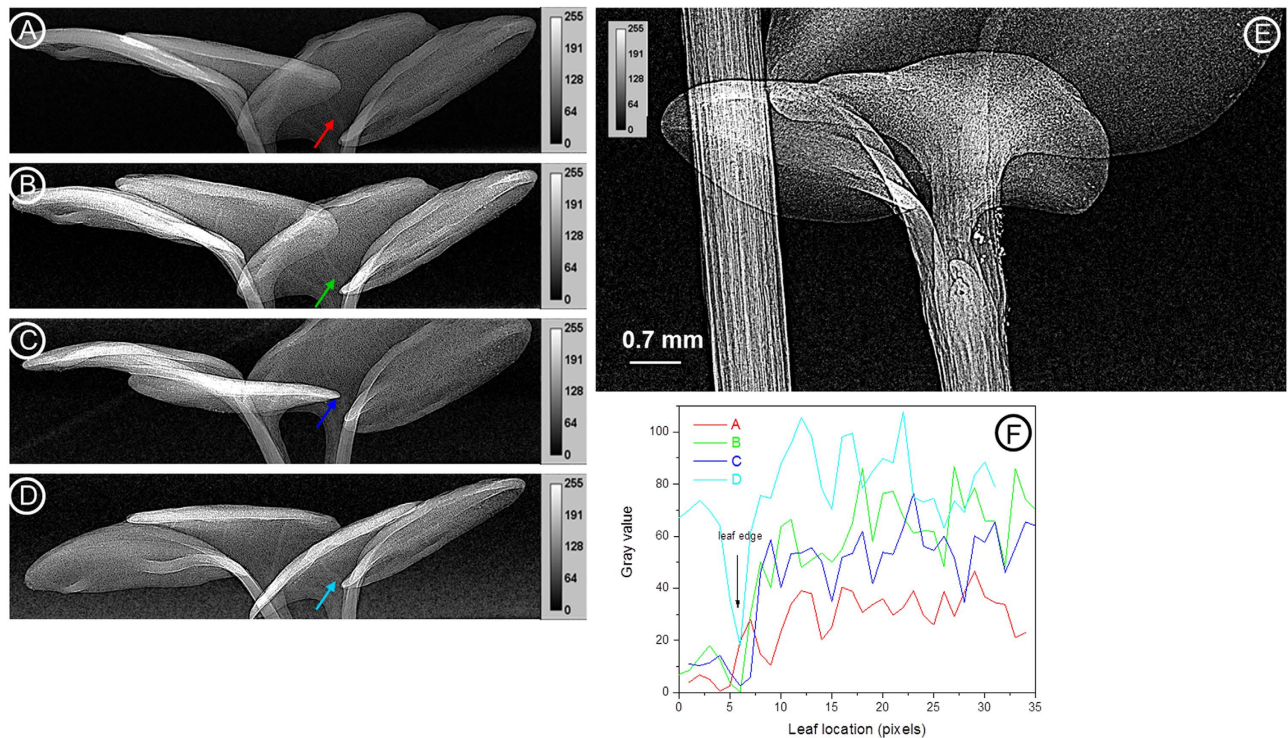 A
255
191
128
64
0
B
255
191
128
64
0
C
255
191
128
64
0
D
255
191
128
64
0
E
255
191
128
64
0
0.7 mm
F
A
B
C
D
leaf edge
Gray value
100
80
60
40
20
0
0 5 10 15 20 25 30 35
Leaf location (pixels)